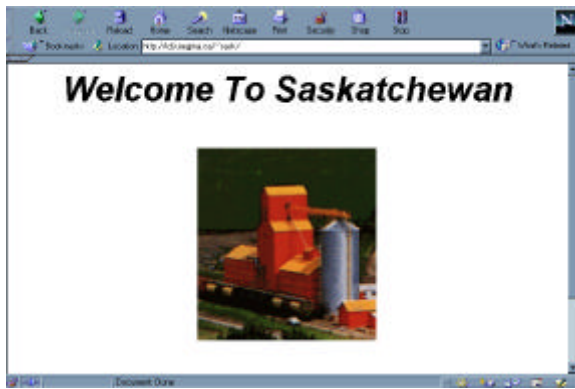 Back Reload Home Search Netscape Print Security Shop Stop
Bookmarks Location: What's Related
Welcome To Saskatchewan
Document: Done